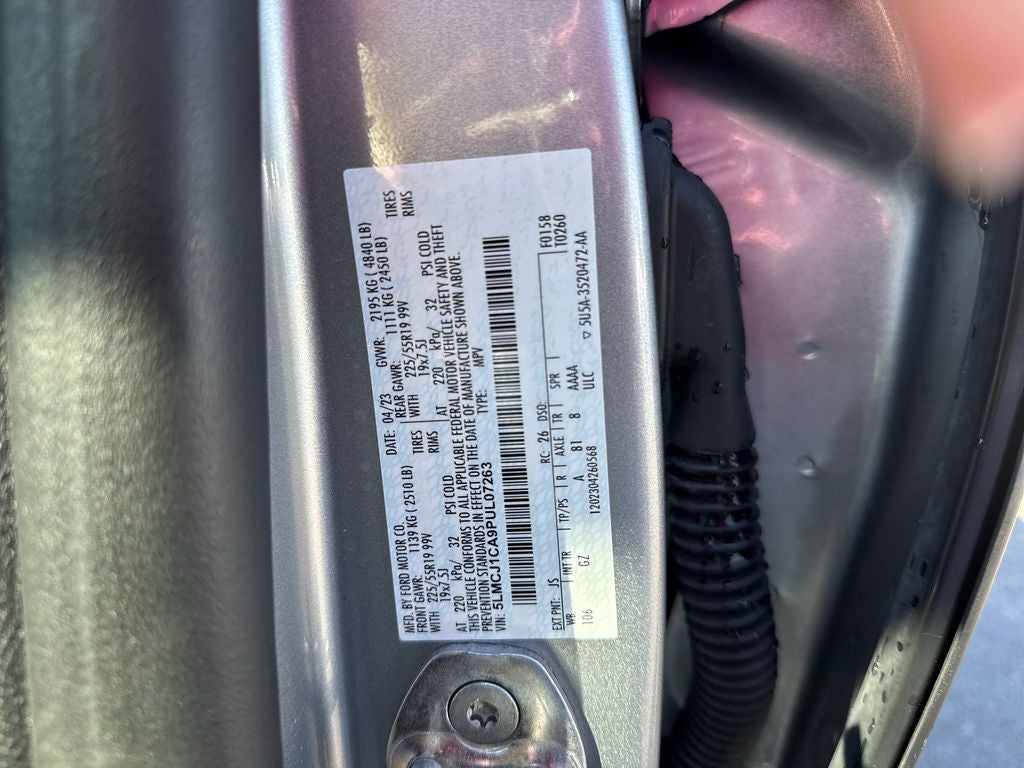 MFD. BY FORD MOTOR CO.
DATE: 04/23 GVWR: 2195 KG ( 4840 LB)
FRONT GAWR: 1139 KG ( 2510 LB) REAR GAWR: 1111 KG ( 2450 LB)
WITH 225/55R19 99V TIRES WITH 225/55R19 99V TIRES
19x7.5J RIMS 19x7.5J RIMS
AT 220 kPa/ 32 PSI COLD AT 220 kPa/ 32 PSI COLD
THIS VEHICLE CONFORMS TO ALL APPLICABLE FEDERAL MOTOR VEHICLE SAFETY AND THEFT
PREVENTION STANDARDS IN EFFECT ON THE DATE OF MANUFACTURE SHOWN ABOVE.
VIN: 5LMCJ1CA9PUL07263 TYPE: MPV
EXT PNT: JS RC: 26 DSO: F0158
WB INT TR TP/PS R AXLE TR SPR T0260
106 GZ A 81 8 AAAA
1202304260568 ULC 5U5A-3520472-AA